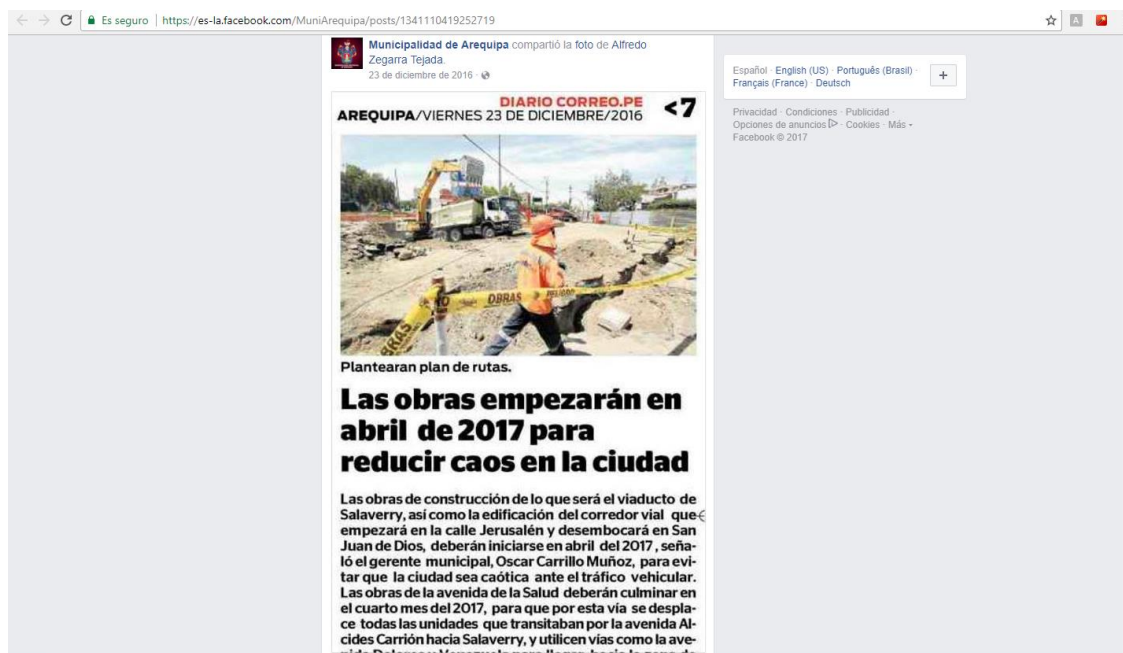 Es seguro | https://es-la.facebook.com/MuniArequipa/posts/1341110419252719
Municipalidad de Arequipa compartió la foto de Alfredo
Zegarra Tejada.
23 de diciembre de 2016 ·
DIARIO CORREO.PE
AREQUIPA/VIERNES 23 DE DICIEMBRE/2016 <7
OBRAS PELIGRO
OBRAS
Plantearan plan de rutas.
Las obras empezarán en
abril de 2017 para
reducir caos en la ciudad
Las obras de construcción de lo que será el viaducto de
Salaverry, así como la edificación del corredor vial que
empezará en la calle Jerusalén y desembocará en San
Juan de Dios, deberán iniciarse en abril del 2017, seña-
ló el gerente municipal, Oscar Carrillo Muñoz, para evi-
tar que la ciudad sea caótica ante el tráfico vehicular.
Las obras de la avenida de la Salud deberán culminar en
el cuarto mes del 2017, para que por esta vía se despla-
ce todas las unidades que transitaban por la avenida Al-
cides Carrión hacia Salaverry, y utilicen vías como la ave-
Español · English (US) · Português (Brasil) ·
Français (France) · Deutsch
+
Privacidad · Condiciones · Publicidad ·
Opciones de anuncios · Cookies · Más
Facebook © 2017